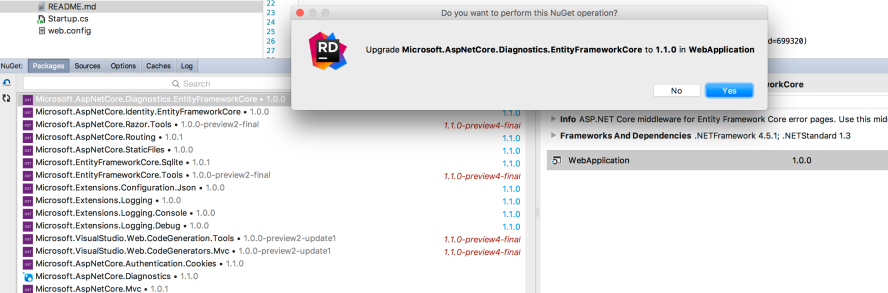 README.md
Startup.cs
web.config
22
23
24
25
26
Do you want to perform this NuGet operation?
RD
Upgrade Microsoft.AspNetCore.Diagnostics.EntityFrameworkCore to 1.1.0 in WebApplication
No Yes
d=699320)
NuGet: Packages Sources Options Caches Log
Search
Microsoft.AspNetCore.Diagnostics.EntityFrameworkCore • 1.0.0
Microsoft.AspNetCore.Identity.EntityFrameworkCore • 1.0.0 1.1.0
Microsoft.AspNetCore.Razor.Tools • 1.0.0-preview2-final 1.1.0-preview4-final
Microsoft.AspNetCore.Routing • 1.0.1 1.1.0
Microsoft.AspNetCore.StaticFiles • 1.0.0 1.1.0
Microsoft.EntityFrameworkCore.Sqlite • 1.0.1 1.1.0
Microsoft.EntityFrameworkCore.Tools • 1.0.0-preview2-final 1.1.0-preview4-final
Microsoft.Extensions.Configuration.Json • 1.0.0 1.1.0
Microsoft.Extensions.Logging • 1.0.0 1.1.0
Microsoft.Extensions.Logging.Console • 1.0.0 1.1.0
Microsoft.Extensions.Logging.Debug • 1.0.0 1.1.0
Microsoft.VisualStudio.Web.CodeGeneration.Tools • 1.0.0-preview2-update1 1.1.0-preview4-final
Microsoft.VisualStudio.Web.CodeGenerators.Mvc • 1.0.0-preview2-update1 1.1.0-preview4-final
Microsoft.AspNetCore.Authentication.Cookies • 1.1.0
Microsoft.AspNetCore.Diagnostics • 1.1.0
Microsoft.AspNetCore.Mvc • 1.0.1
workCore
Info ASP.NET Core middleware for Entity Framework Core error pages. Use this mid
Frameworks And Dependencies .NETFramework 4.5.1; .NETStandard 1.3
WebApplication 1.0.0